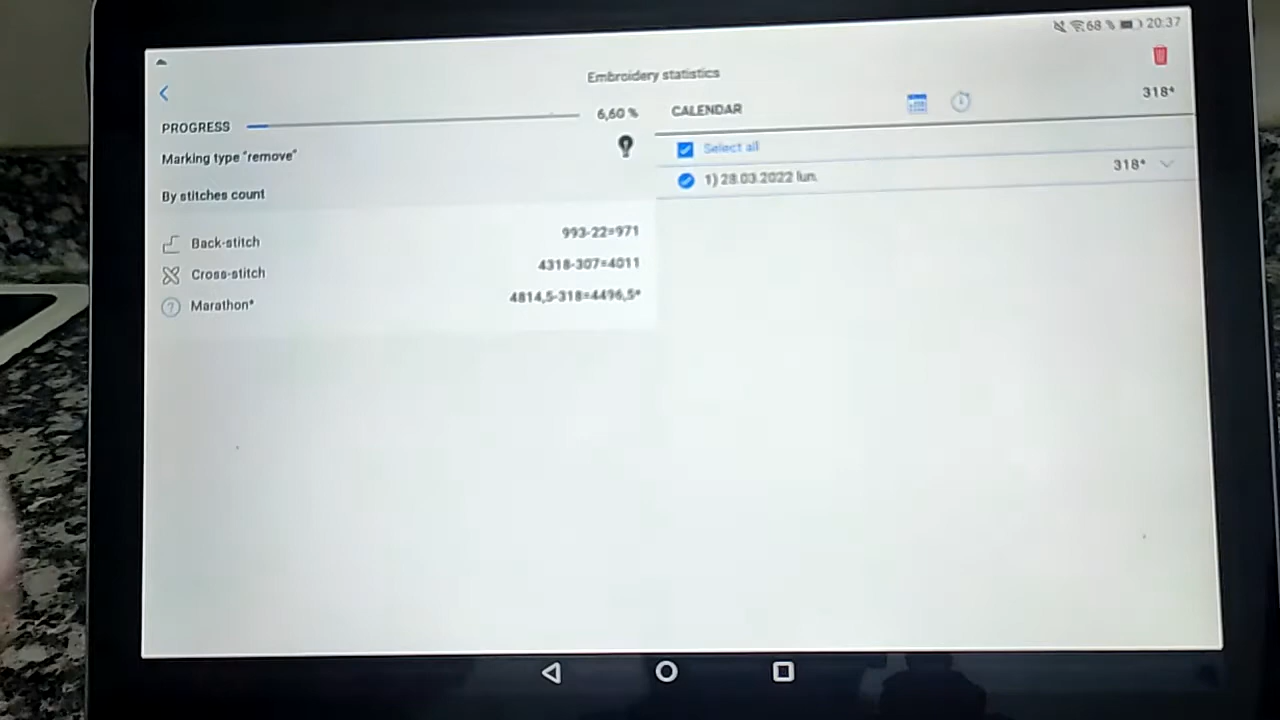 68 % 20:37
Embroidery statistics
PROGRESS 6,60 %
Marking type "remove"
By stitches count
Back-stitch 993-22=971
Cross-stitch 4318-307=4011
Marathon* 4814,5-318=4496,5*
CALENDAR 318*
Select all
1) 28.03.2022 lun. 318*